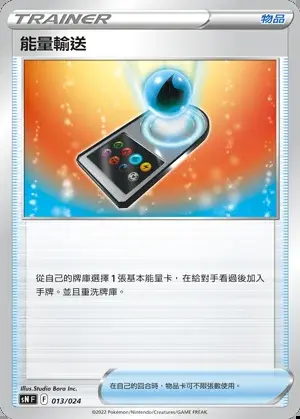 TRAINER 物品
能量輸送
從自己的牌庫選擇1張基本能量卡，在給對手看過後加入
手牌。並且重洗牌庫。
Illus. Studio Bora Inc.
sN F F 013/024
在自己的回合時，物品卡可不限張數使用。
©2022 Pokémon/Nintendo/Creatures/GAME FREAK.